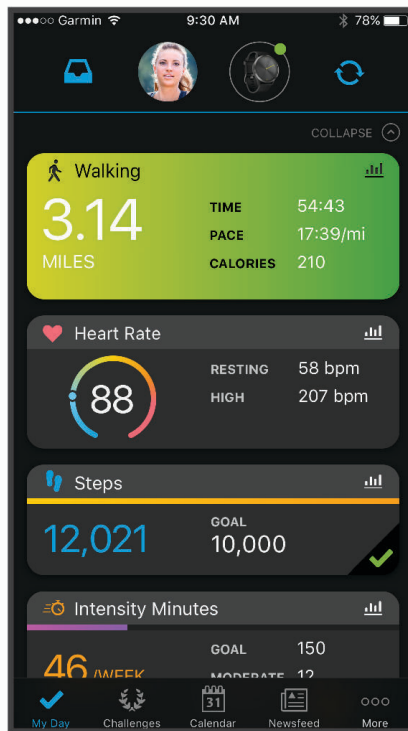 Garmin 9:30 AM 78%
COLLAPSE
Walking
3.14
MILES
TIME 54:43
PACE 17:39/mi
CALORIES 210
Heart Rate
88
RESTING 58 bpm
HIGH 207 bpm
Steps
12,021
GOAL
10,000
Intensity Minutes
46 /WEEK
GOAL 150
MODERATE 12
31
My Day Challenges Calendar Newsfeed More